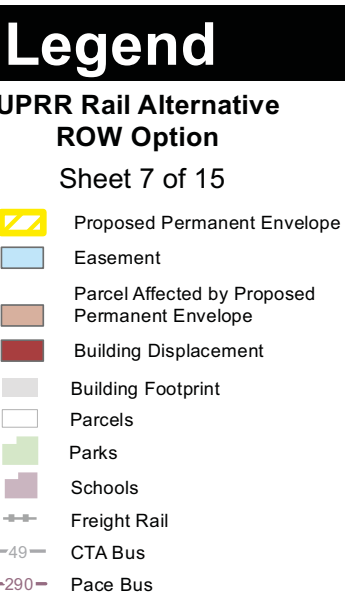 Legend
UPRR Rail Alternative
ROW Option
Sheet 7 of 15
Proposed Permanent Envelope
Easement
Parcel Affected by Proposed
Permanent Envelope
Building Displacement
Building Footprint
Parcels
Parks
Schools
Freight Rail
49 CTA Bus
290 Pace Bus